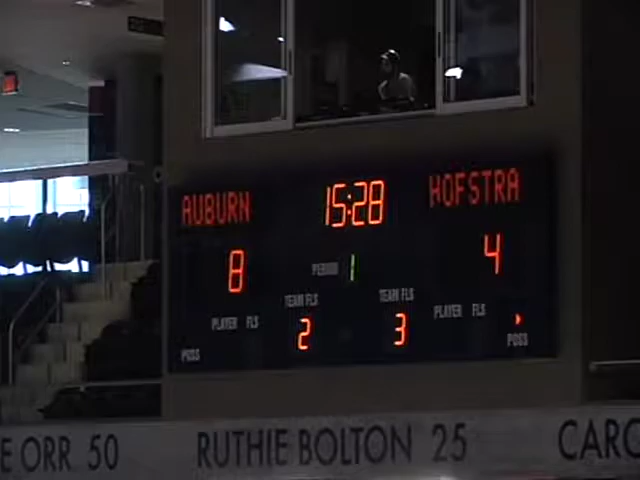 AUBURN 15:28 HOFSTRA
8 PERIOD 1 4
TEAM FLS TEAM FLS
PLAYER FLS 2 3 PLAYER FLS
POSS POSS
E ORR 50 RUTHIE BOLTON 25 CARO